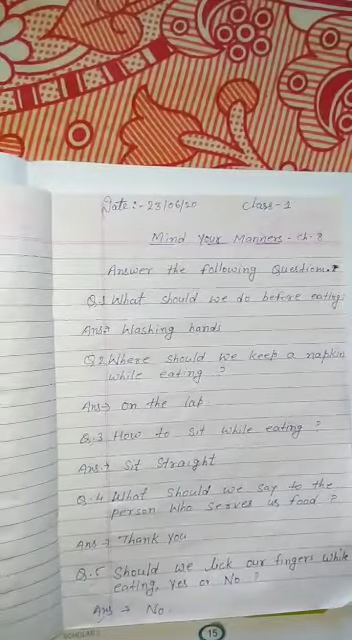 Date:- 23/06/20 Class-1
Mind Your Manners - Ch-8
Answer the following Question.
Q.1 What should we do before eating.
Ans→ Washing hands
Q.2 Where should we keep a napkin
while eating ?
Ans→ on the lap.
Q.3 How to sit while eating ?
Ans→ Sit Straight
Q.4 What should we say to the
person who serves us food ?
Ans → Thank you
Q.5 Should we lick our fingers while
eating, yes or No ?
Ans → No.
15